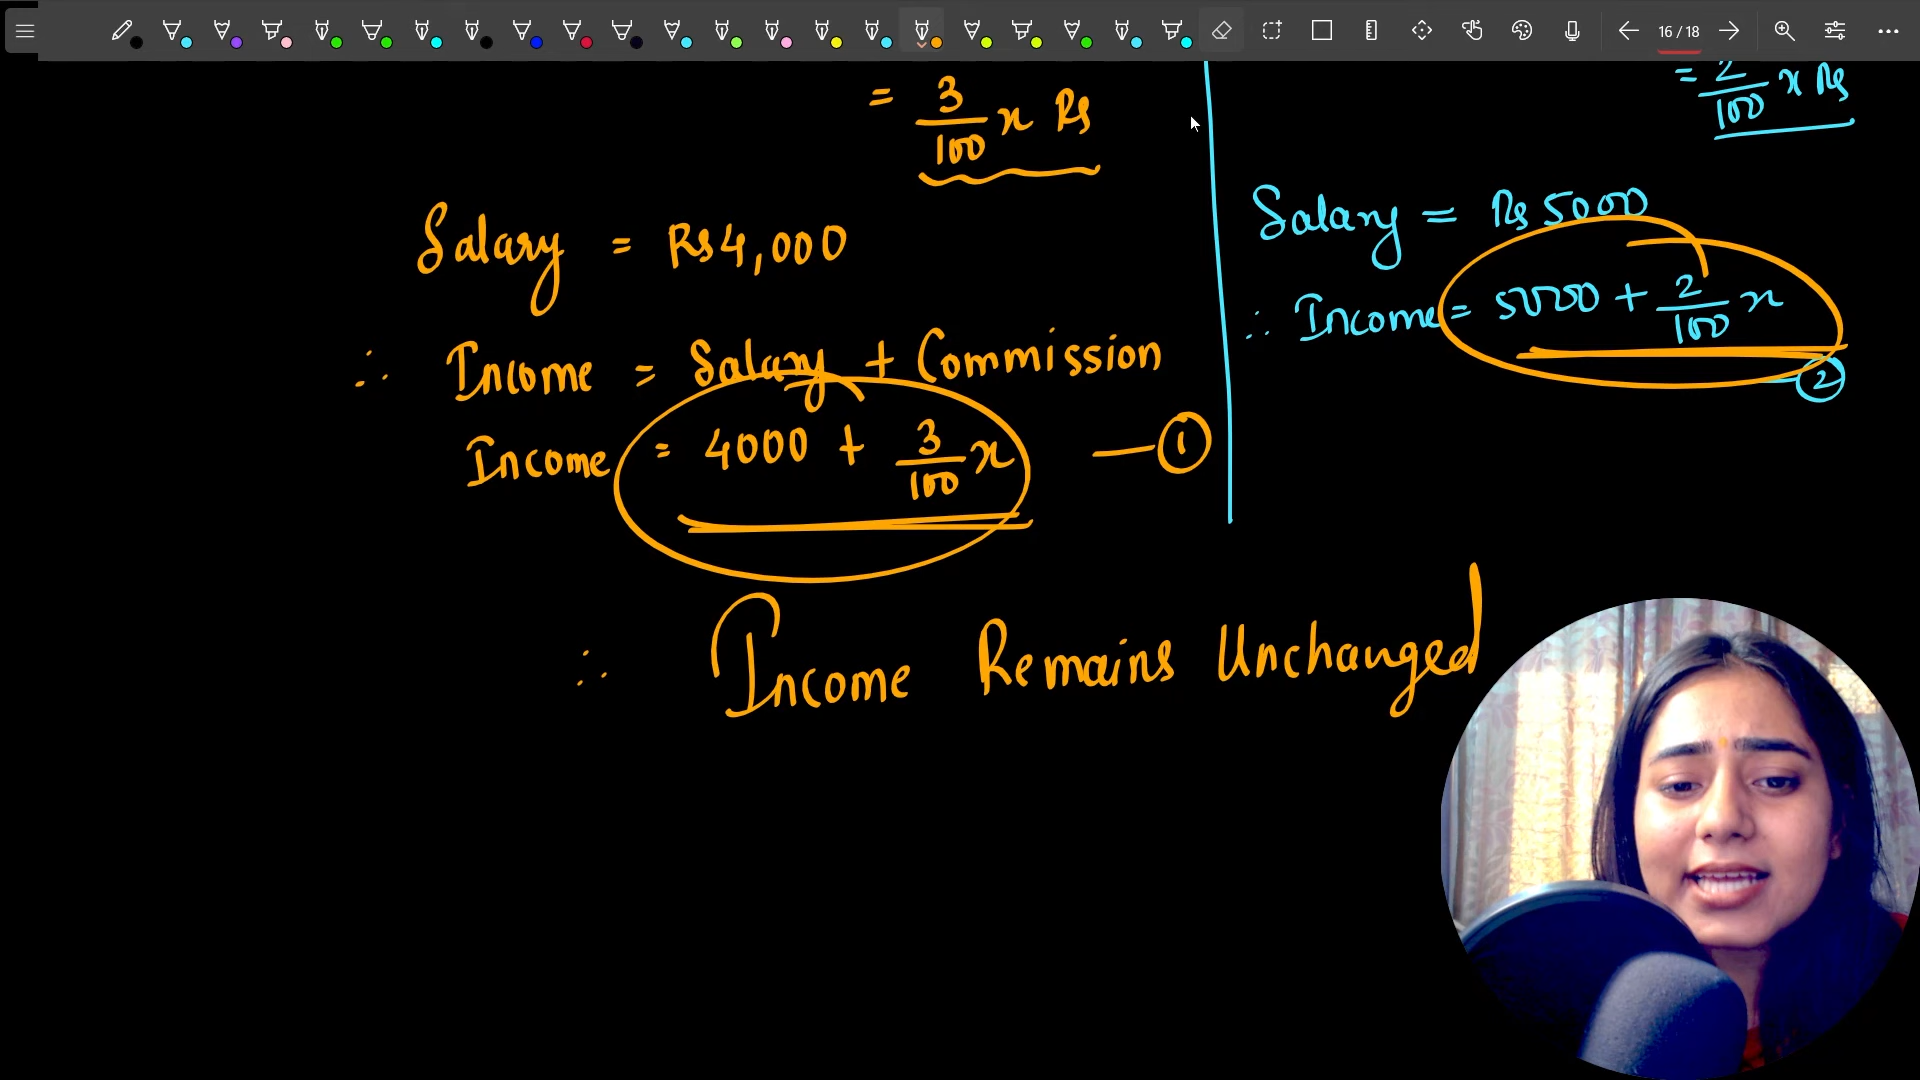 16 / 18
= 3/100 x Rs
Salary = Rs 4,000
∴ Income = Salary + Commission
Income = 4000 + 3/100 x — ①
= 2/100 x Rs
Salary = Rs 5000
∴ Income = 5000 + 2/100 x
②
∴ Income Remains Unchanged